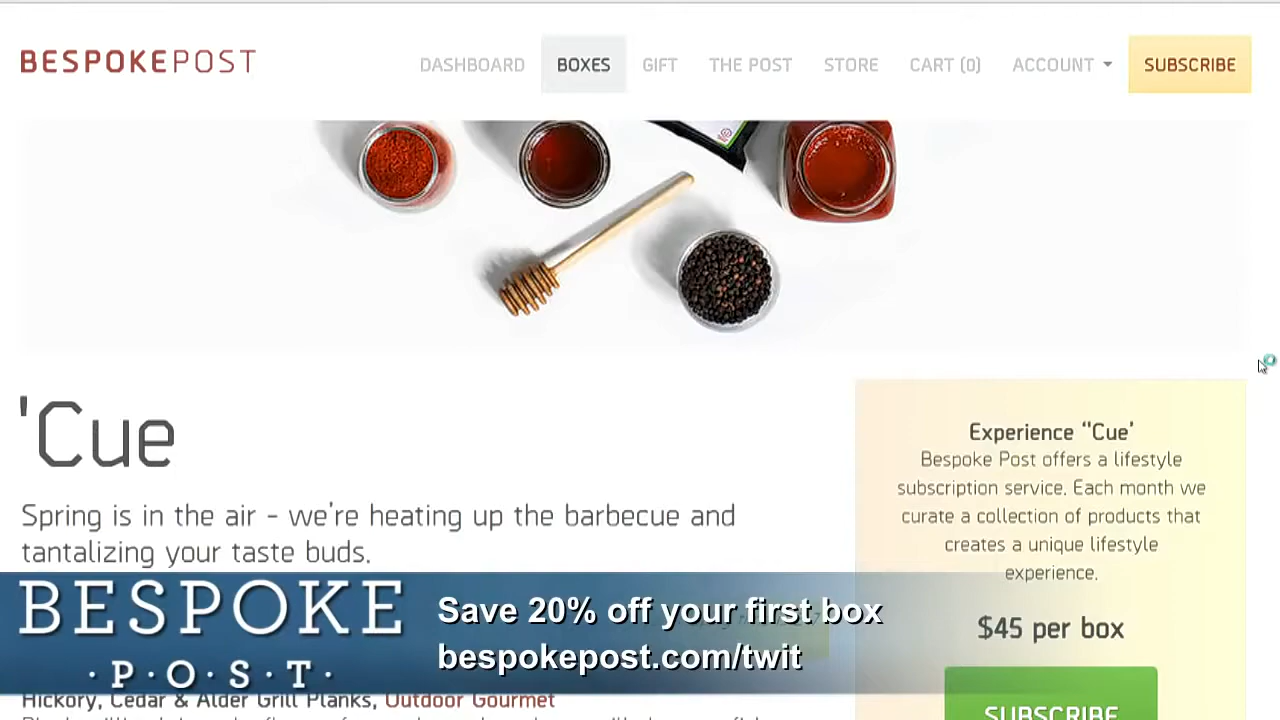 BESPOKEPOST
DASHBOARD BOXES GIFT THE POST STORE CART (0) ACCOUNT SUBSCRIBE
'Cue
Spring is in the air – we're heating up the barbecue and
tantalizing your taste buds.
Experience “Cue’
Bespoke Post offers a lifestyle
subscription service. Each month we
curate a collection of products that
creates a unique lifestyle
experience.
$45 per box
SUBSCRIBE
BESPOKE
·P·O·S·T·
Save 20% off your first box
bespokepost.com/twit
Hickory, Cedar & Alder Grill Planks, Outdoor Gourmet